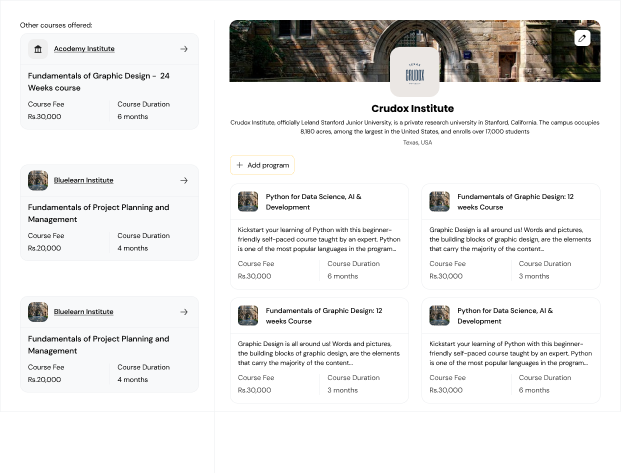 Other courses offered:
Acodemy Institute
Fundamentals of Graphic Design - 24
Weeks course
Course Fee
Course Duration
Rs.30,000
6 months
Bluelearn Institute
Fundamentals of Project Planning and
Management
Course Fee
Course Duration
Rs.20,000
4 months
Bluelearn Institute
Fundamentals of Project Planning and
Management
Course Fee
Course Duration
Rs.20,000
4 months
CRUDOX
Crudox Institute
Crudox Institute, officially Leland Stanford Junior University, is a private research university in Stanford, California. The campus occupies
8,180 acres, among the largest in the United States, and enrolls over 17,000 students
Texas, USA
+ Add program
Python for Data Science, AI &
Development
Kickstart your learning of Python with this beginner-
friendly self-paced course taught by an expert. Python
is one of the most popular languages in the program...
Course Fee
Course Duration
Rs.30,000
6 months
Fundamentals of Graphic Design: 12
weeks Course
Graphic Design is all around us! Words and pictures,
the building blocks of graphic design, are the elements
that carry the majority of the content...
Course Fee
Course Duration
Rs.30,000
3 months
Fundamentals of Graphic Design: 12
weeks Course
Graphic Design is all around us! Words and pictures,
the building blocks of graphic design, are the elements
that carry the majority of the content...
Course Fee
Course Duration
Rs.30,000
3 months
Python for Data Science, AI &
Development
Kickstart your learning of Python with this beginner-
friendly self-paced course taught by an expert. Python
is one of the most popular languages in the program...
Course Fee
Course Duration
Rs.30,000
6 months